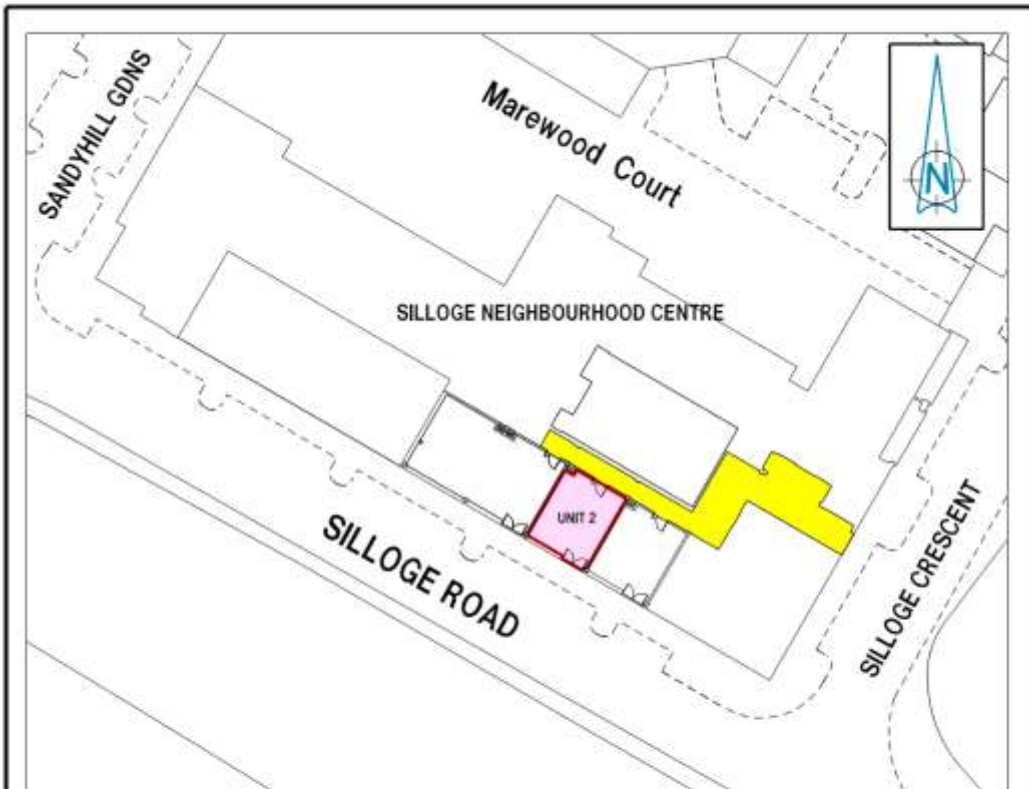 SANDYHILL GDNS
Marewood Court
N
SILLOGE NEIGHBOURHOOD CENTRE
UNIT 2
SILLOGE ROAD
SILLOGE CRESCENT